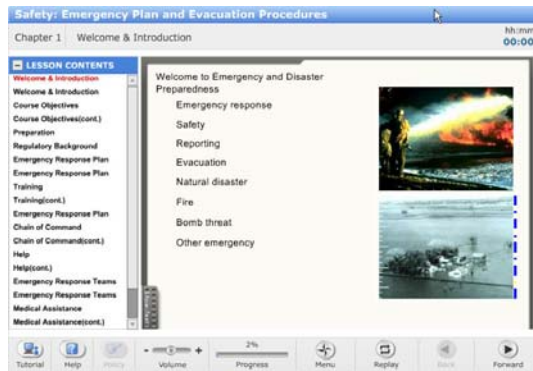 Safety: Emergency Plan and Evacuation Procedures
Chapter 1 Welcome & Introduction
hh:mm
00:00
LESSON CONTENTS
Welcome & Introduction
Welcome & Introduction
Course Objectives
Course Objectives(cont.)
Preparation
Regulatory Background
Emergency Response Plan
Emergency Response Plan
Training
Training(cont.)
Emergency Response Plan
Chain of Command
Chain of Command(cont.)
Help
Help(cont.)
Emergency Response Teams
Emergency Response Teams
Medical Assistance
Medical Assistance(cont.)
Welcome to Emergency and Disaster
Preparedness
Emergency response
Safety
Reporting
Evacuation
Natural disaster
Fire
Bomb threat
Other emergency
2%
Tutorial Help Policy Volume Progress Menu Replay Back Forward